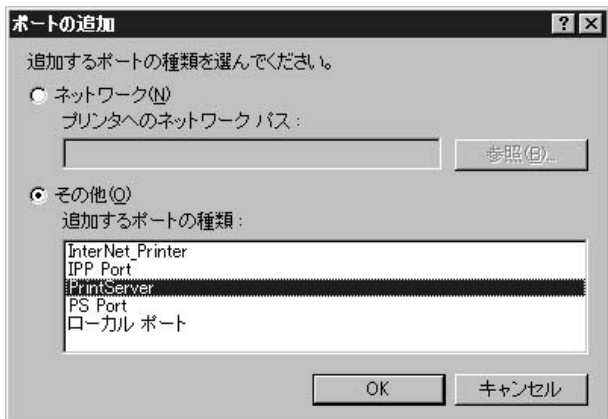 ポートの追加
追加するポートの種類を選んでください。
ネットワーク(N)
プリンタへのネットワーク パス:
参照(B)...
その他(O)
追加するポートの種類:
InterNet_Printer
IPP Port
PrintServer
PS Port
ローカル ポート
OK
キャンセル